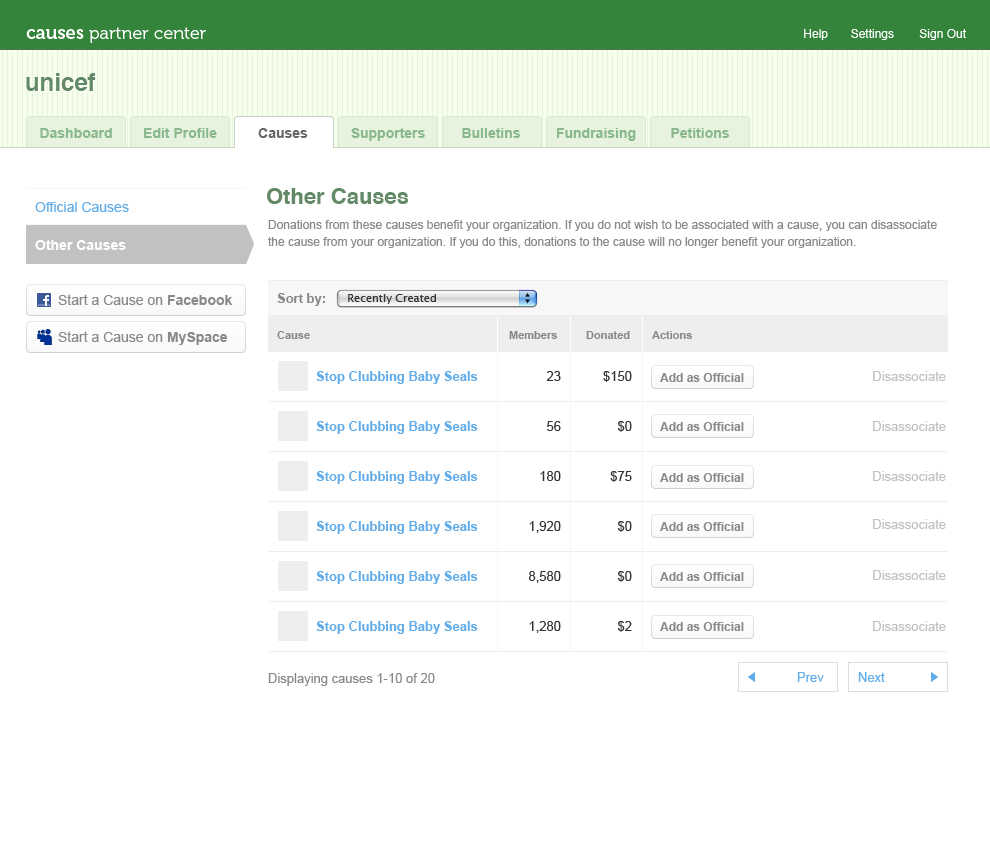 causes partner center
Help Settings Sign Out
unicef
Dashboard Edit Profile Causes Supporters Bulletins Fundraising Petitions
Official Causes
Other Causes
Start a Cause on Facebook
Start a Cause on MySpace
Other Causes
Donations from these causes benefit your organization. If you do not wish to be associated with a cause, you can disassociate
the cause from your organization. If you do this, donations to the cause will no longer benefit your organization.
Sort by: Recently Created
Cause Members Donated Actions
Stop Clubbing Baby Seals 23 $150 Add as Official Disassociate
Stop Clubbing Baby Seals 56 $0 Add as Official Disassociate
Stop Clubbing Baby Seals 180 $75 Add as Official Disassociate
Stop Clubbing Baby Seals 1,920 $0 Add as Official Disassociate
Stop Clubbing Baby Seals 8,580 $0 Add as Official Disassociate
Stop Clubbing Baby Seals 1,280 $2 Add as Official Disassociate
Displaying causes 1-10 of 20
Prev Next